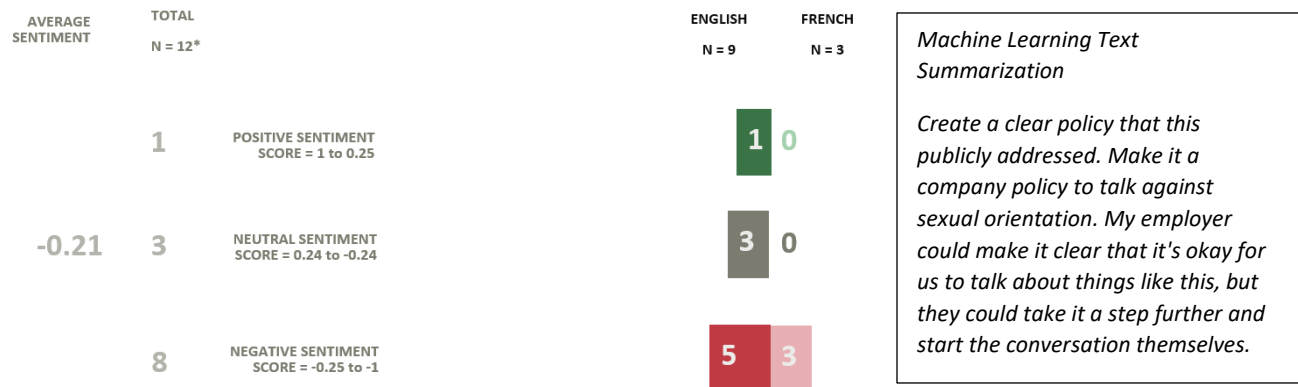 AVERAGE
SENTIMENT
TOTAL
N = 12*
ENGLISH
N = 9
FRENCH
N = 3
1
POSITIVE SENTIMENT
SCORE = 1 to 0.25
1
0
-0.21
3
NEUTRAL SENTIMENT
SCORE = 0.24 to -0.24
3
0
8
NEGATIVE SENTIMENT
SCORE = -0.25 to -1
5
3
Machine Learning Text
Summarization
Create a clear policy that this
publicly addressed. Make it a
company policy to talk against
sexual orientation. My employer
could make it clear that it's okay for
us to talk about things like this, but
they could take it a step further and
start the conversation themselves.